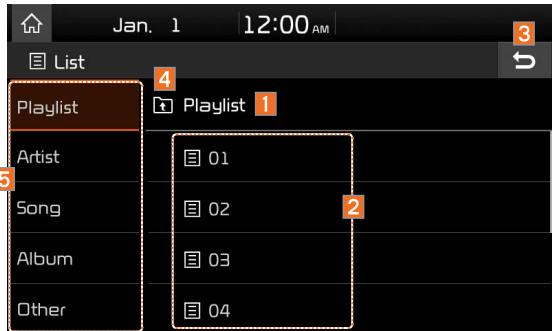 Jan. 1 12:00 AM
3
List
4
Playlist
Playlist 1
Artist
01
5
Song
02
2
Album
03
Other
04